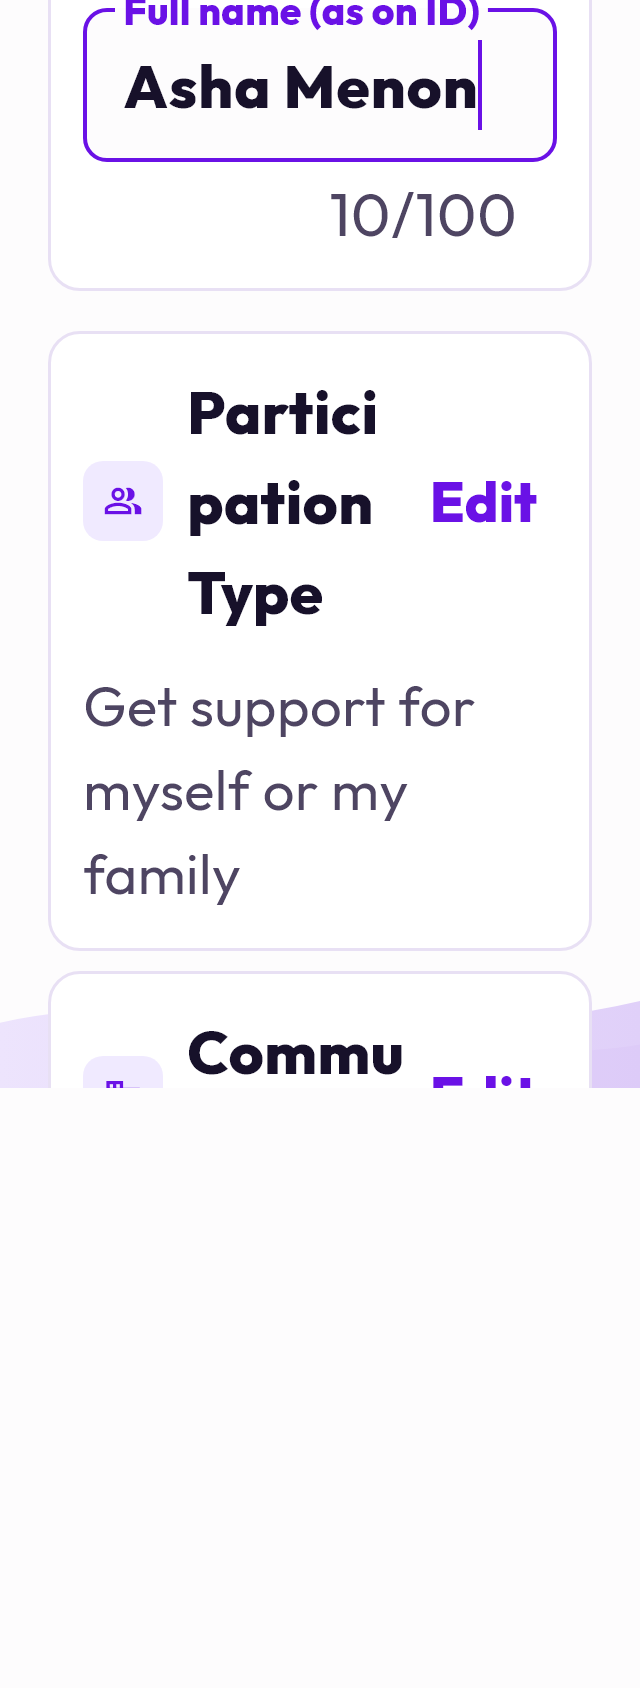 Full name (as on ID)
Asha Menon
10/100
Partici
pation
Type
Edit
Get support for
myself or my
family
Commu
Edit